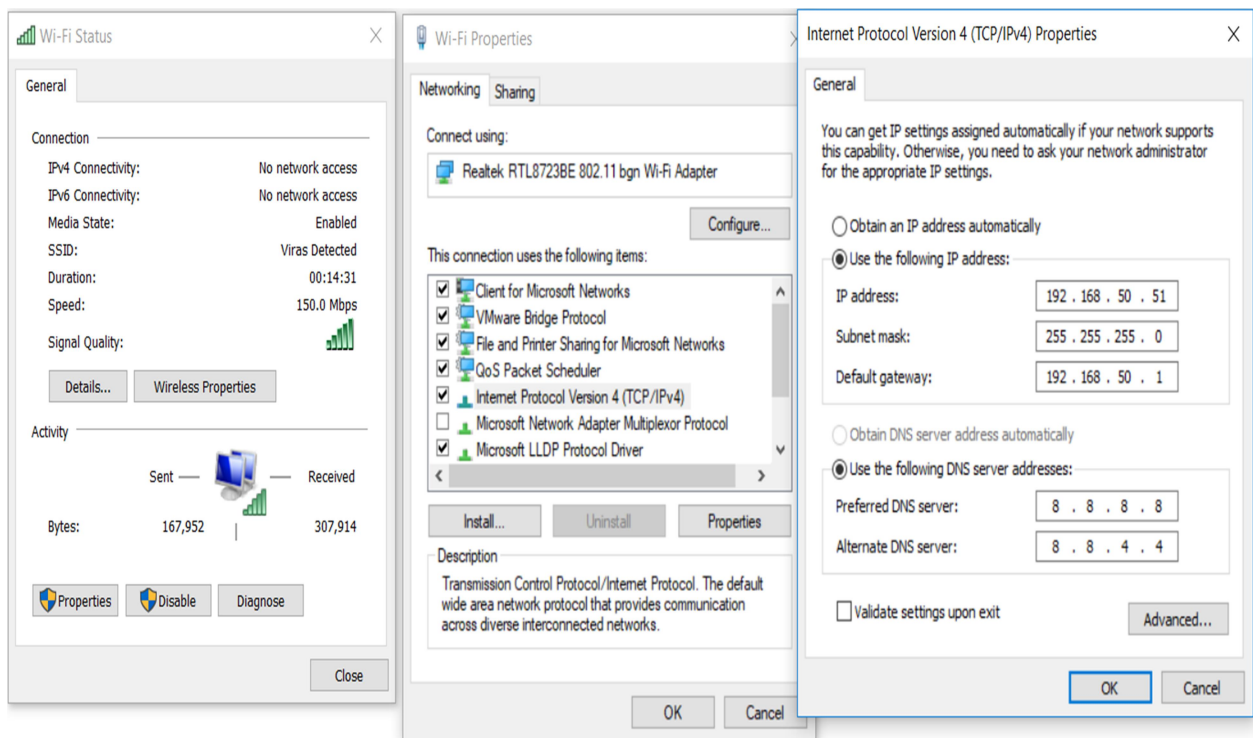 Wi-Fi Status
General
Connection
IPv4 Connectivity: No network access
IPv6 Connectivity: No network access
Media State: Enabled
SSID: Viras Detected
Duration: 00:14:31
Speed: 150.0 Mbps
Signal Quality:
Details... Wireless Properties
Activity
Sent Received
Bytes: 167,952 307,914
Properties Disable Diagnose
Close
Wi-Fi Properties
Networking Sharing
Connect using:
Realtek RTL8723BE 802.11 bgn Wi-Fi Adapter
Configure...
This connection uses the following items:
Client for Microsoft Networks
VMware Bridge Protocol
File and Printer Sharing for Microsoft Networks
QoS Packet Scheduler
Internet Protocol Version 4 (TCP/IPv4)
Microsoft Network Adapter Multiplexor Protocol
Microsoft LLDP Protocol Driver
Install... Uninstall Properties
Description
Transmission Control Protocol/Internet Protocol. The default
wide area network protocol that provides communication
across diverse interconnected networks.
OK Cancel
Internet Protocol Version 4 (TCP/IPv4) Properties
General
You can get IP settings assigned automatically if your network supports
this capability. Otherwise, you need to ask your network administrator
for the appropriate IP settings.
Obtain an IP address automatically
Use the following IP address:
IP address: 192 . 168 . 50 . 51
Subnet mask: 255 . 255 . 255 . 0
Default gateway: 192 . 168 . 50 . 1
Obtain DNS server address automatically
Use the following DNS server addresses:
Preferred DNS server: 8 . 8 . 8 . 8
Alternate DNS server: 8 . 8 . 4 . 4
Validate settings upon exit
Advanced...
OK Cancel